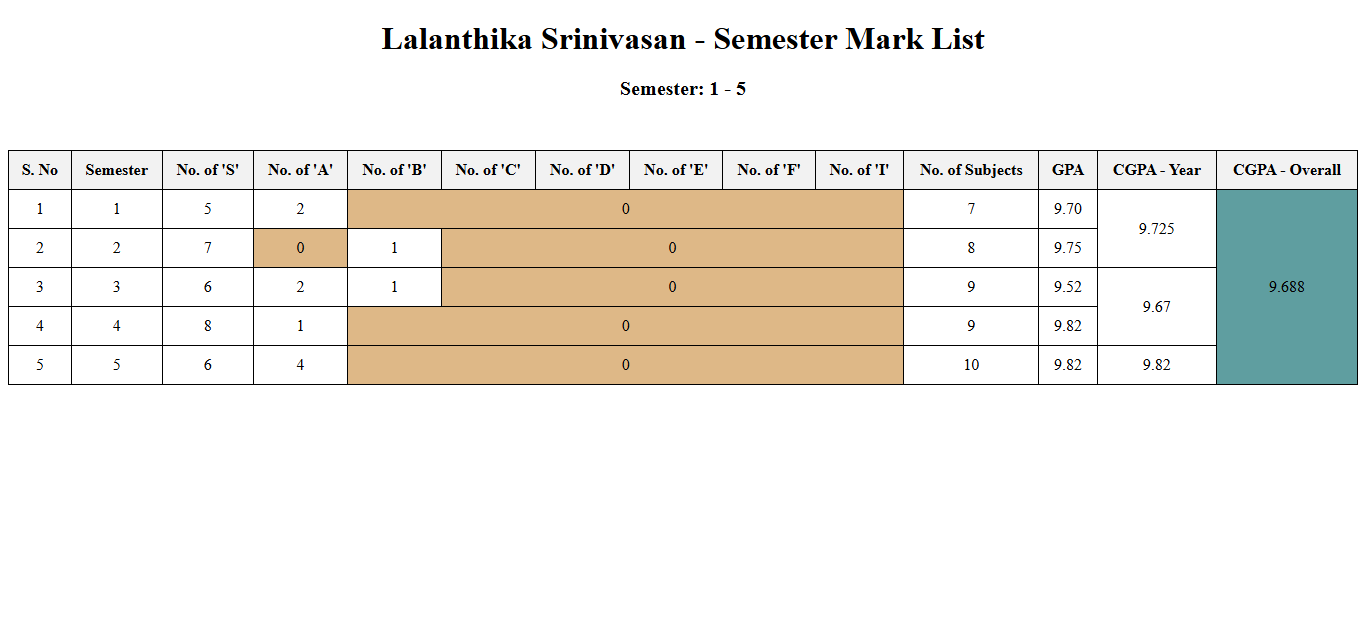 Lalanthika Srinivasan - Semester Mark List
Semester: 1 - 5
S. No Semester No. of 'S' No. of 'A' No. of 'B' No. of 'C' No. of 'D' No. of 'E' No. of 'F' No. of 'I' No. of Subjects GPA CGPA - Year CGPA - Overall
1 1 5 2 0 7 9.70 9.725 9.688
2 2 7 0 1 0 8 9.75
3 3 6 2 1 0 9 9.52 9.67
4 4 8 1 0 9 9.82
5 5 6 4 0 10 9.82 9.82